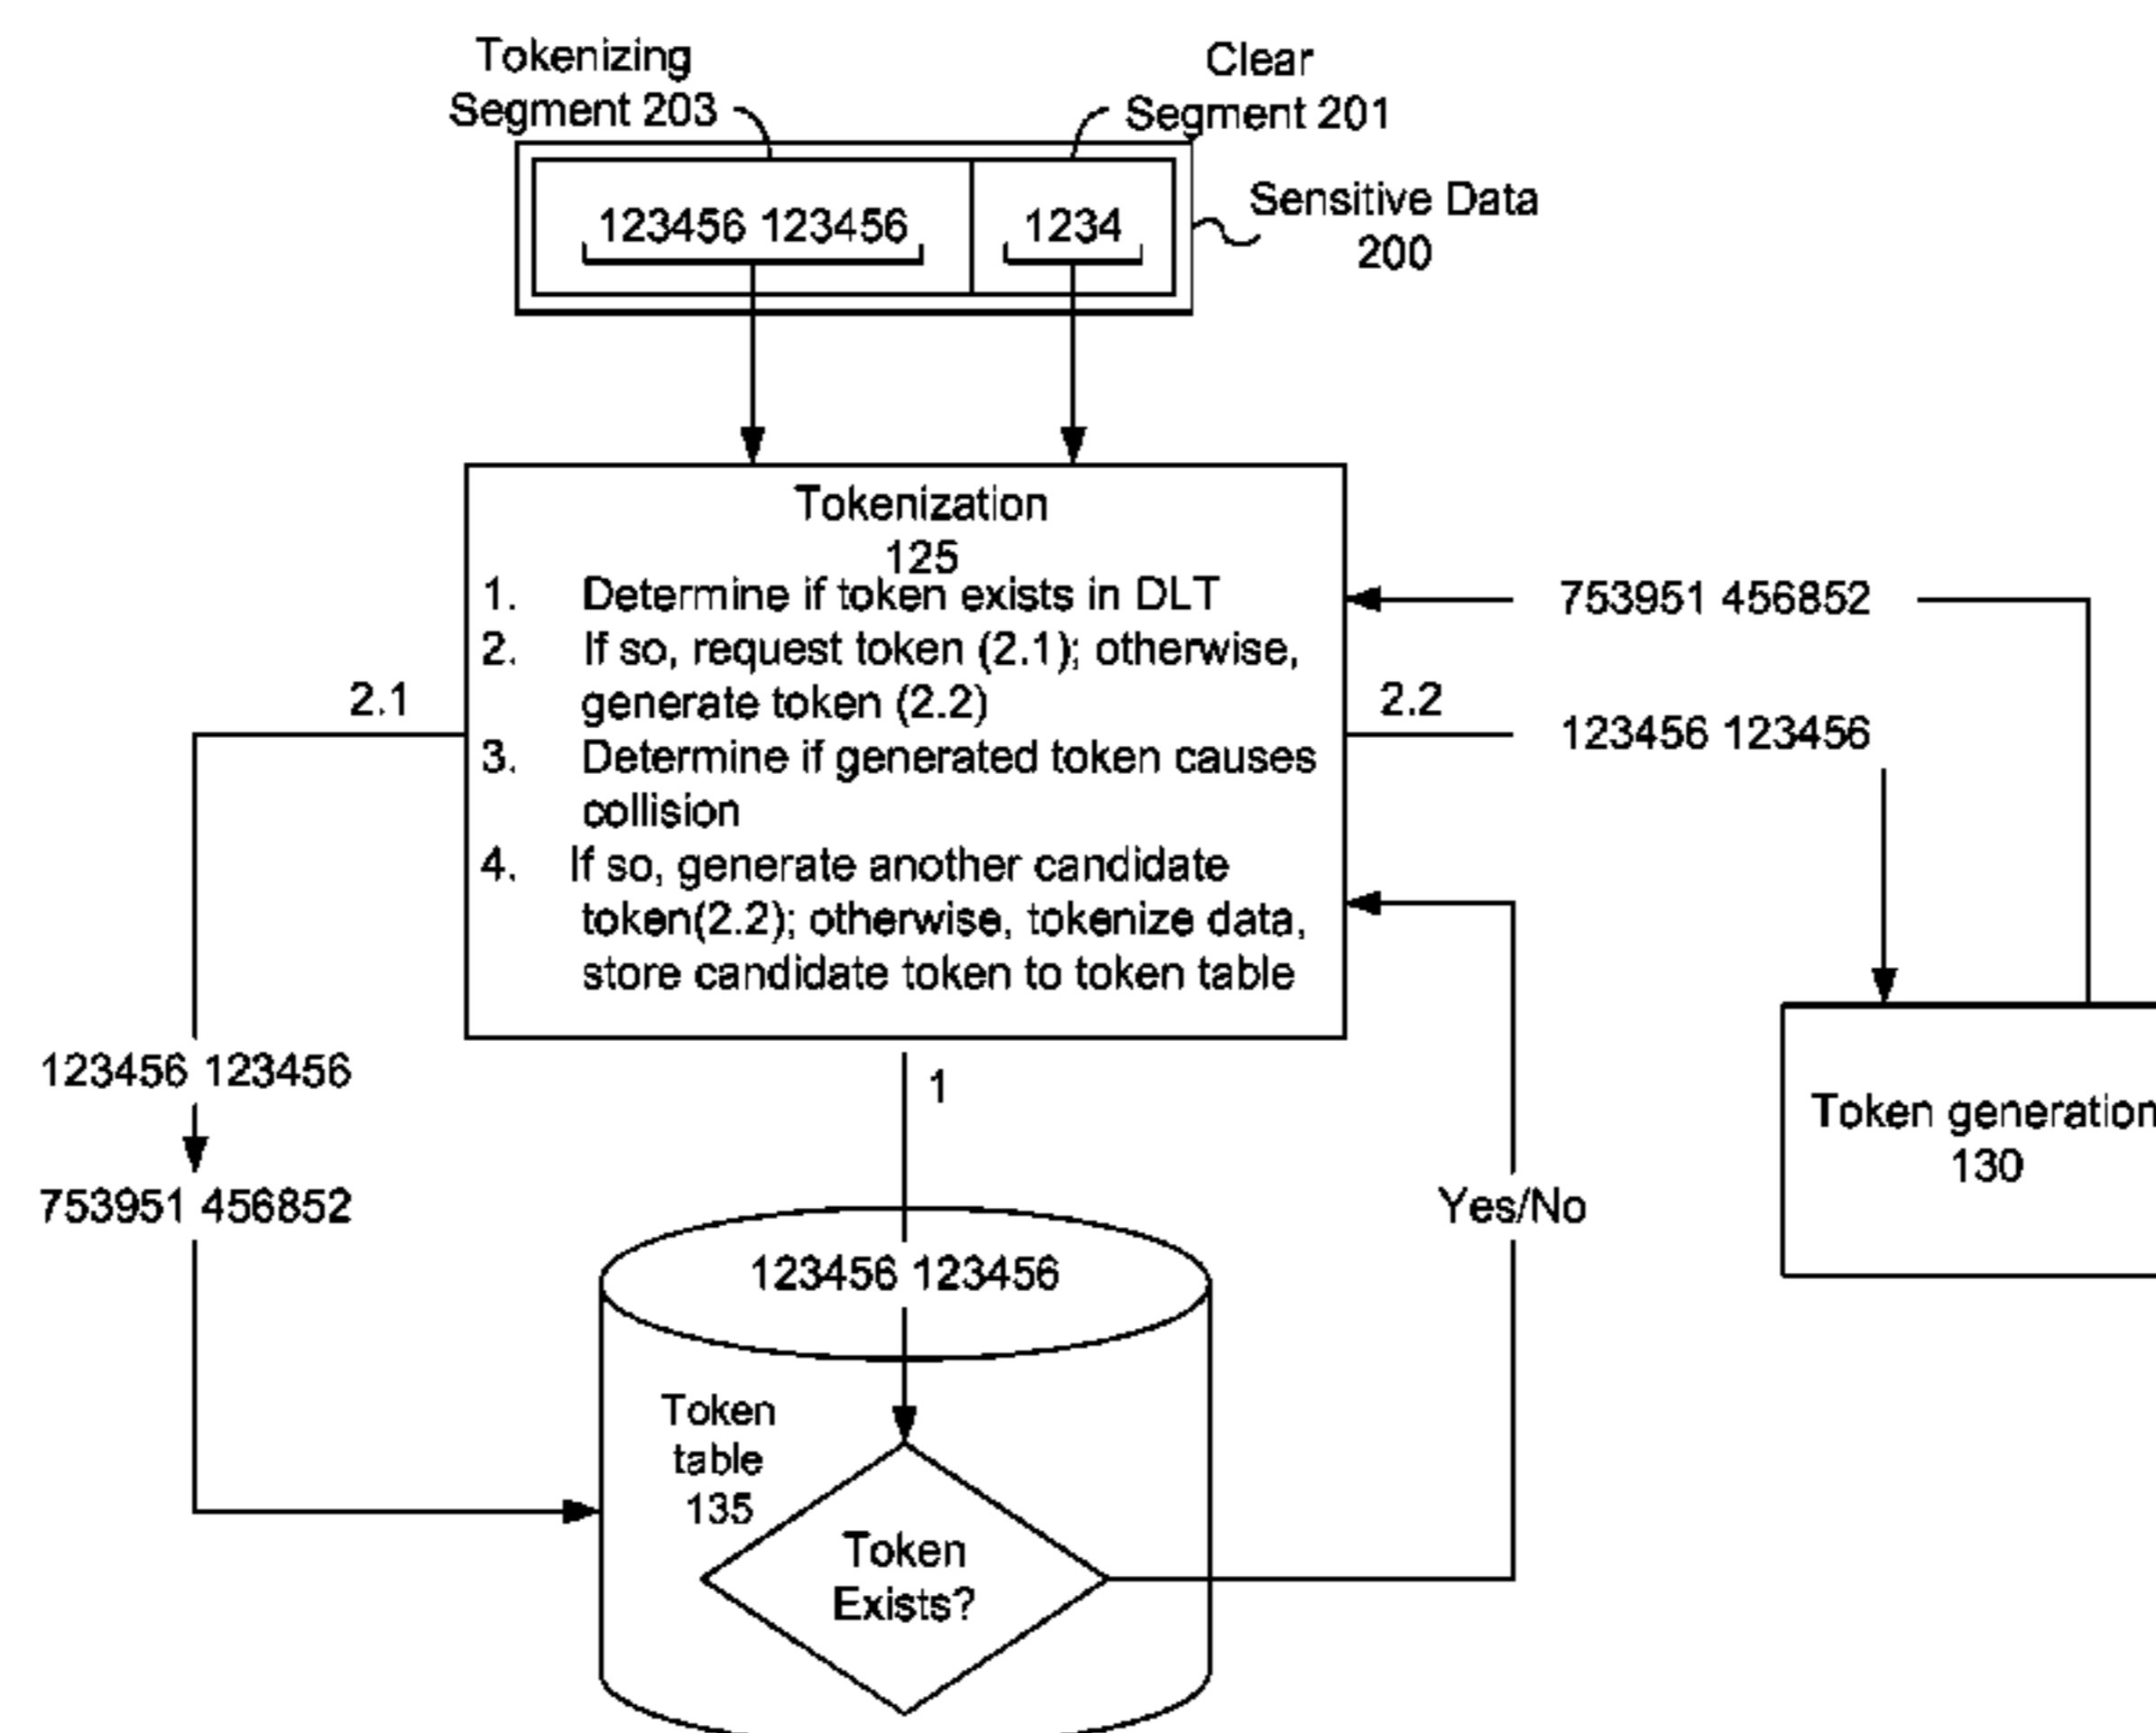 Tokenizing
Segment 203
Clear
Segment 201
123456 123456
1234
Sensitive Data
200
Tokenization
125
1. Determine if token exists in DLT
2. If so, request token (2.1); otherwise,
generate token (2.2)
3. Determine if generated token causes
collision
4. If so, generate another candidate
token(2.2); otherwise, tokenize data,
store candidate token to token table
753951 456852
2.2
123456 123456
2.1
123456 123456
753951 456852
1
Token generation
130
Yes/No
123456 123456
Token
table
135
Token
Exists?